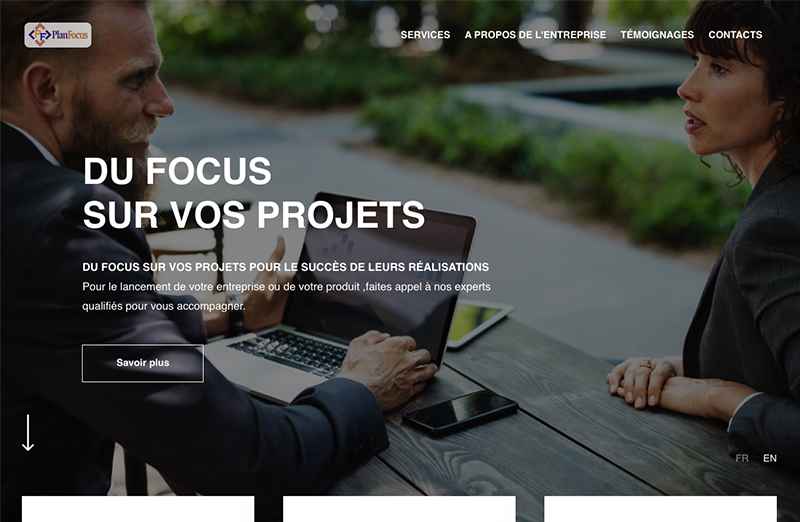 PlanFocus
SERVICES A PROPOS DE L'ENTREPRISE TÉMOIGNAGES CONTACTS
DU FOCUS
SUR VOS PROJETS
DU FOCUS SUR VOS PROJETS POUR LE SUCCÈS DE LEURS RÉALISATIONS
Pour le lancement de votre entreprise ou de votre produit ,faites appel à nos experts
qualifiés pour vous accompagner.
Savoir plus
FR EN